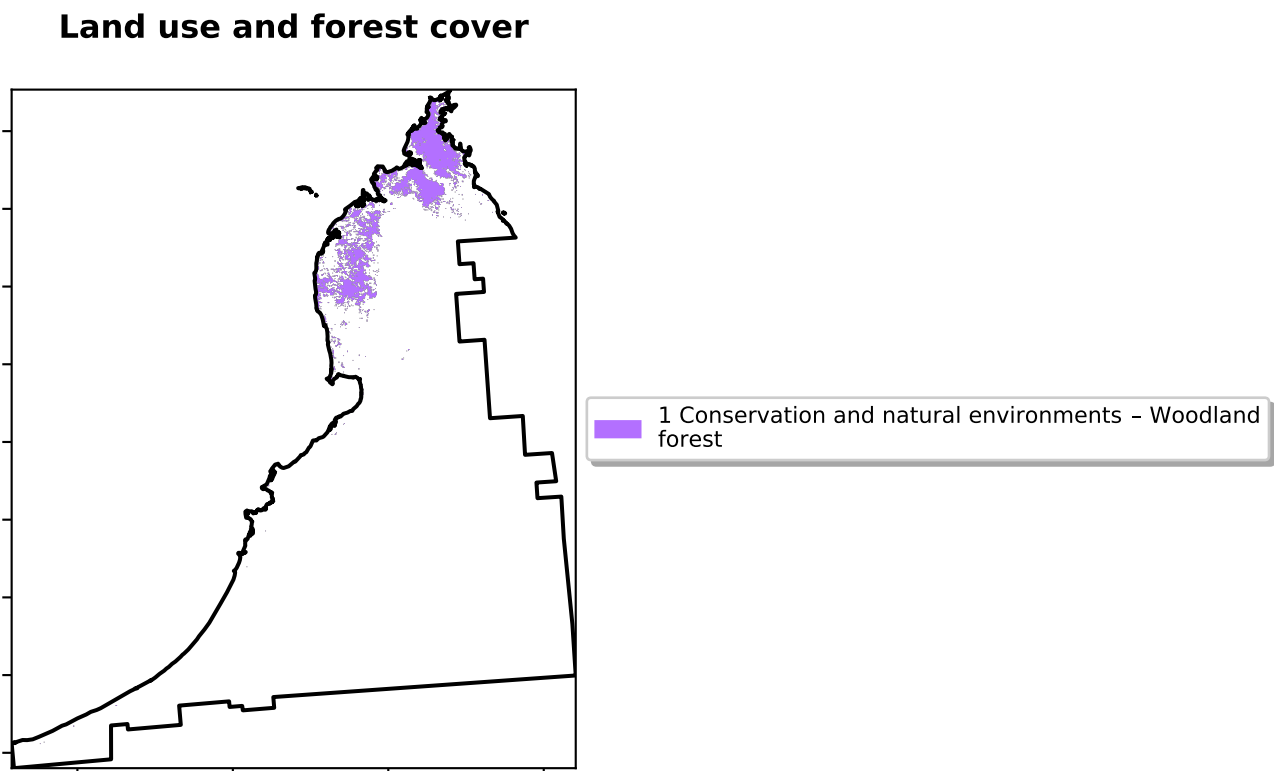 Land use and forest cover
1 Conservation and natural environments – Woodland
forest